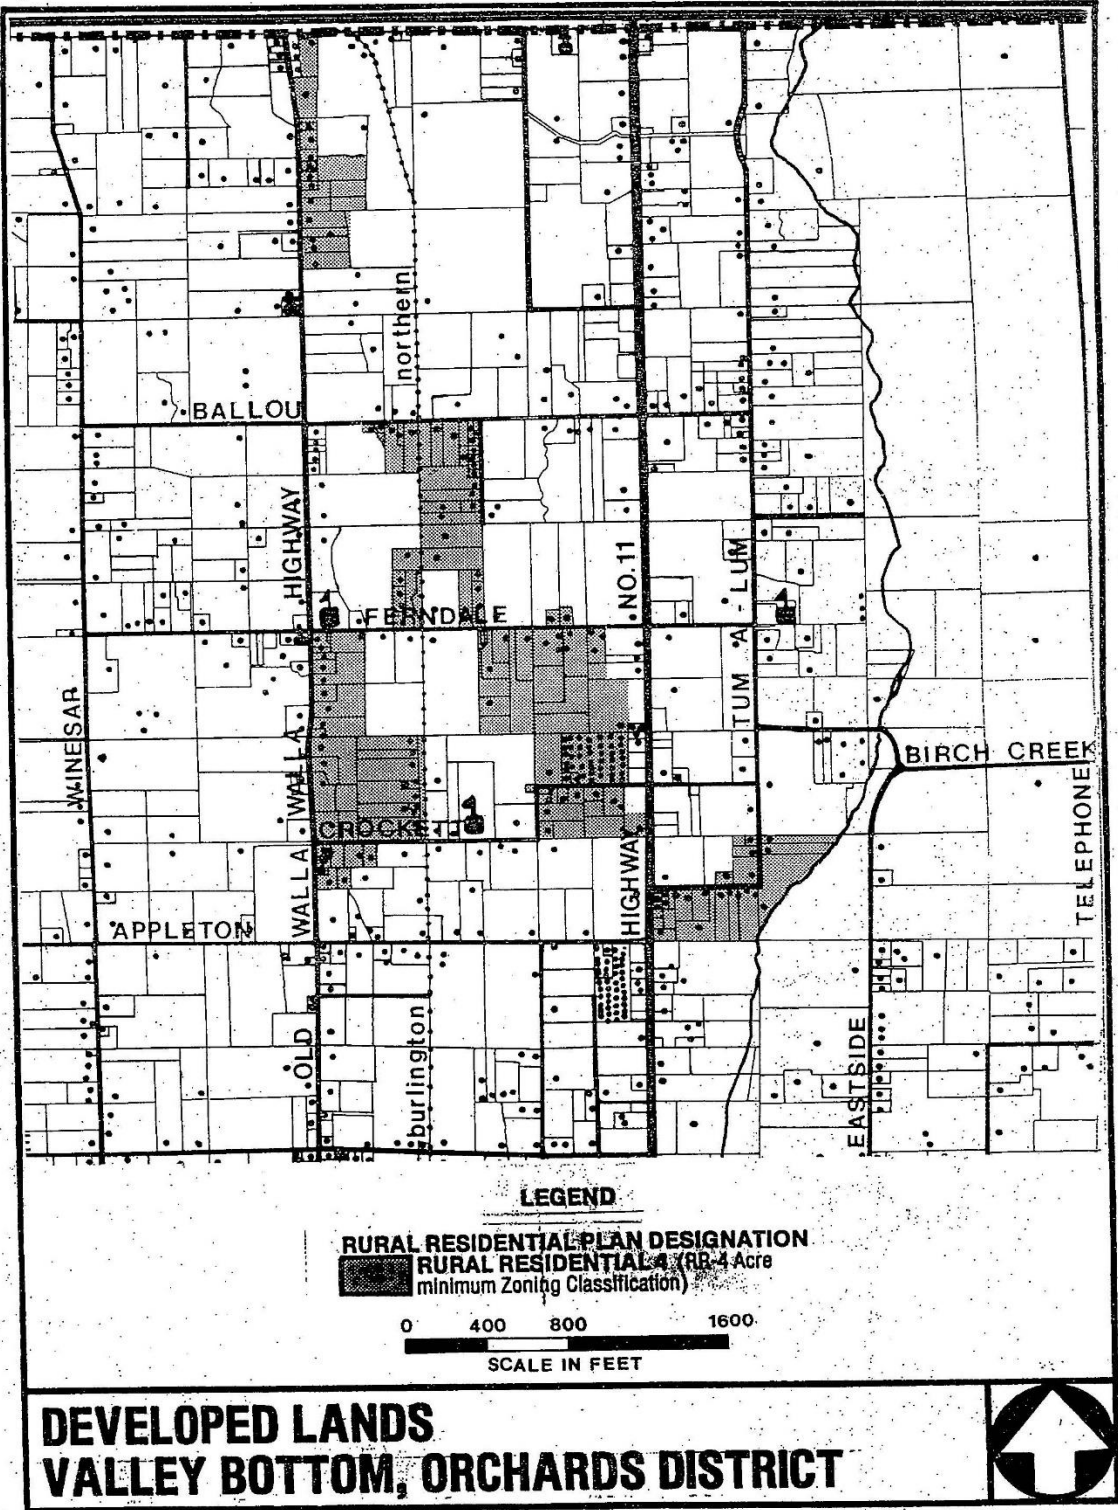 northern
BALLOU
HIGHWAY
NO.11
TUM A - LUM
FERNDALE
WINESAR
WALLA
BIRCH CREEK
TELEPHONE
CROCKETT
WALLA
HIGHWAY
APPLETON
OLD
burlington
EASTSIDE
LEGEND
RURAL RESIDENTIAL PLAN DESIGNATION
RURAL RESIDENTIAL 4 (RR-4 Acre
minimum Zoning Classification)
0 400 800 1600
SCALE IN FEET
DEVELOPED LANDS
VALLEY BOTTOM, ORCHARDS DISTRICT